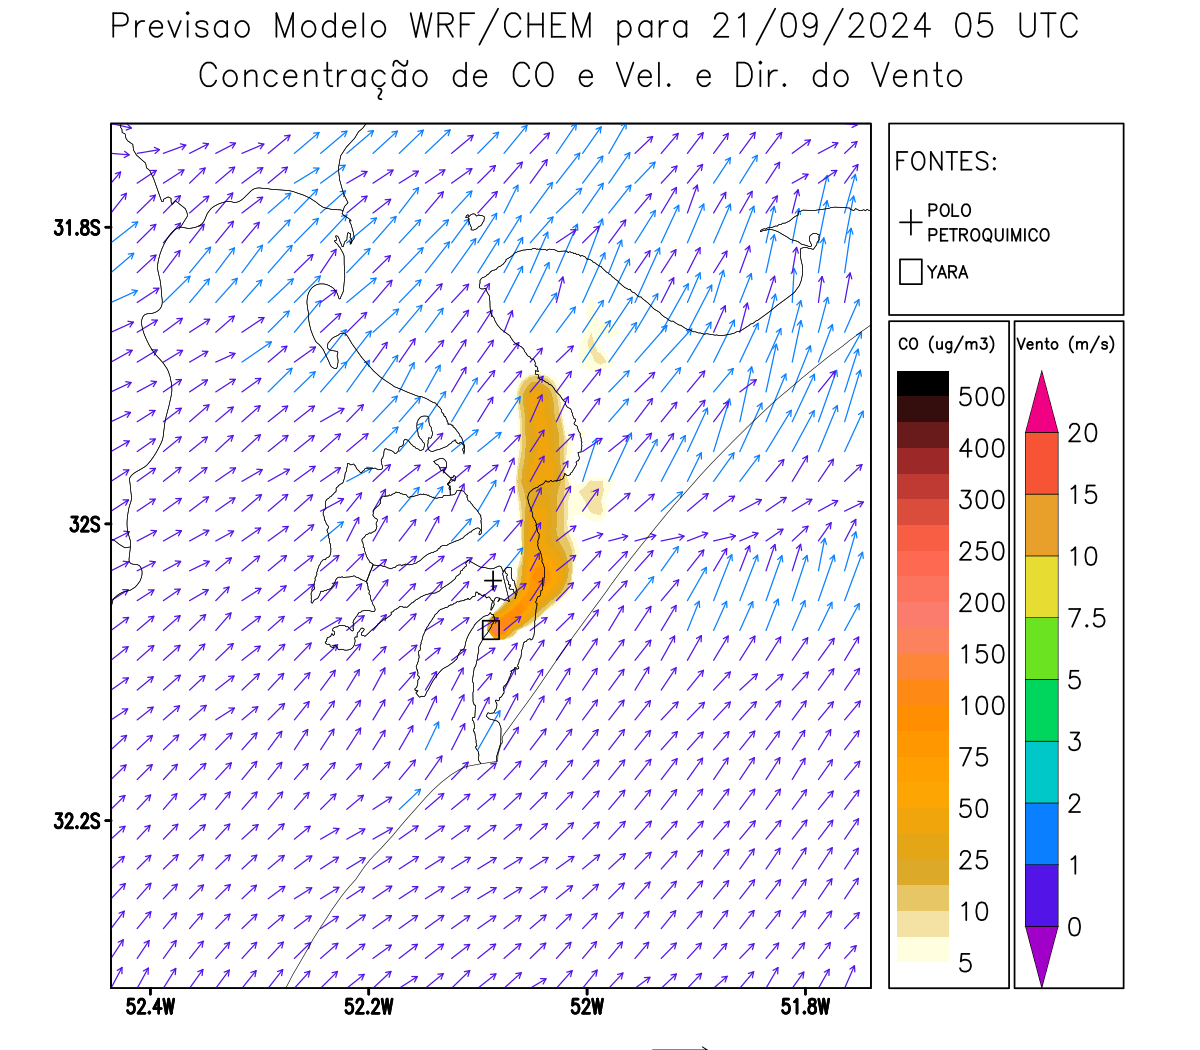 Previsao Modelo WRF/CHEM para 21/09/2024 05 UTC
Concentração de CO e Vel. e Dir. do Vento
FONTES:
POLO
PETROQUIMICO
YARA
CO (ug/m3)
500
400
300
250
200
150
100
75
50
25
10
5
Vento (m/s)
20
15
10
7.5
5
3
2
1
0
31.8S
32S
32.2S
52.4W
52.2W
52W
51.8W